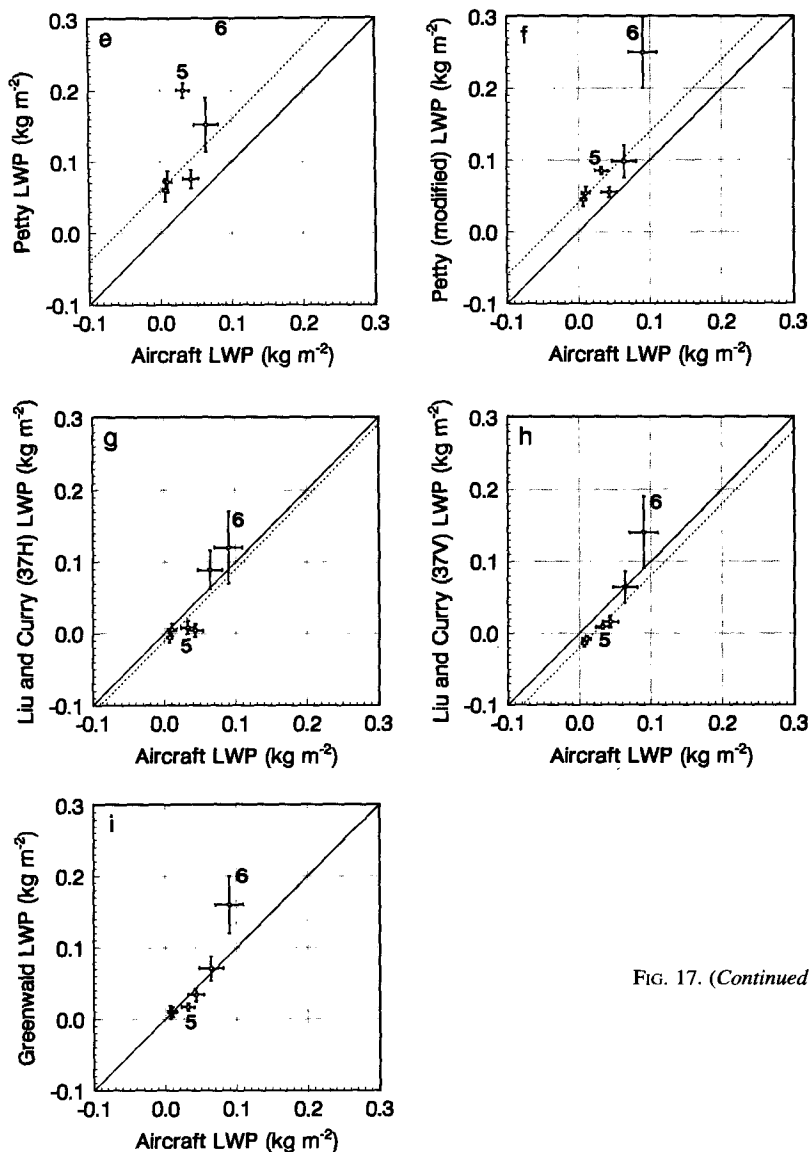 e
6
5
0.3
0.2
0.1
0.0
-0.1
Petty LWP (kg m-2)
-0.1 0.0 0.1 0.2 0.3
Aircraft LWP (kg m-2)
f
6
5
0.3
0.2
0.1
0.0
-0.1
Petty (modified) LWP (kg m-2)
-0.1 0.0 0.1 0.2 0.3
Aircraft LWP (kg m-2)
g
6
5
0.3
0.2
0.1
0.0
-0.1
Liu and Curry (37H) LWP (kg m-2)
-0.1 0.0 0.1 0.2 0.3
Aircraft LWP (kg m-2)
h
6
5
0.3
0.2
0.1
0.0
-0.1
Liu and Curry (37V) LWP (kg m-2)
-0.1 0.0 0.1 0.2 0.3
Aircraft LWP (kg m-2)
i
6
5
0.3
0.2
0.1
0.0
-0.1
Greenwald LWP (kg m-2)
-0.1 0.0 0.1 0.2 0.3
Aircraft LWP (kg m-2)
FIG. 17. (Continued